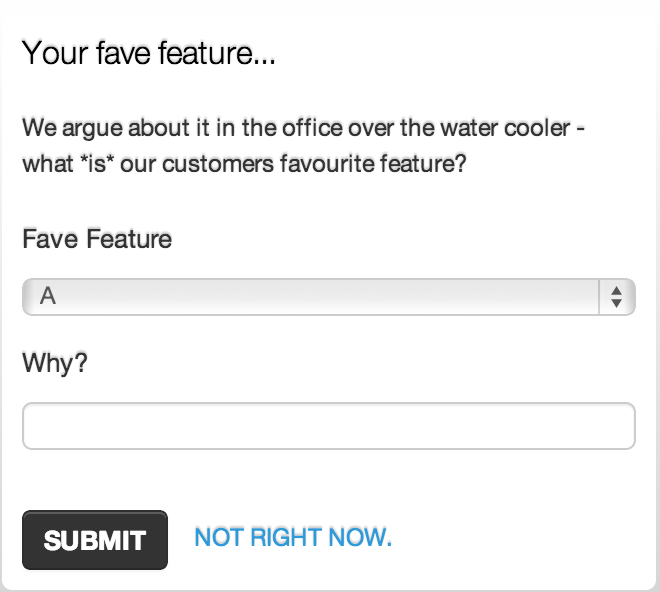 Your fave feature...
We argue about it in the office over the water cooler -
what *is* our customers favourite feature?
Fave Feature
A
Why?
SUBMIT NOT RIGHT NOW.